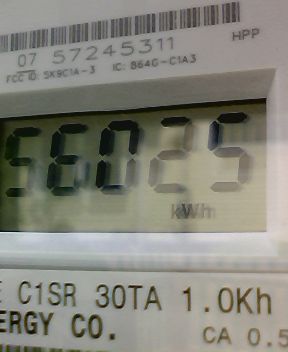 07 57245311
HPP
FCC ID: SK9C1A-3 IC: 864G-C1A3
56025
kWh
C1SR 30TA 1.0Kh
ERGY CO.
CA 0.5